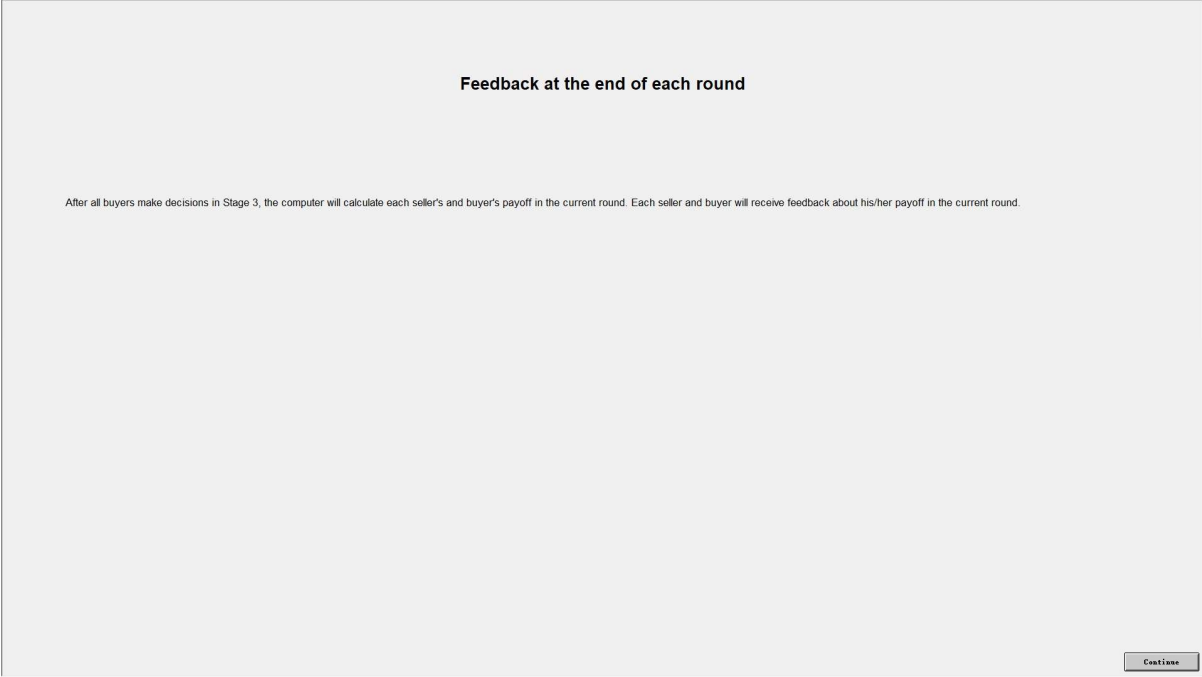 Feedback at the end of each round
After all buyers make decisions in Stage 3, the computer will calculate each seller's and buyer's payoff in the current round. Each seller and buyer will receive feedback about his/her payoff in the current round.
Continue